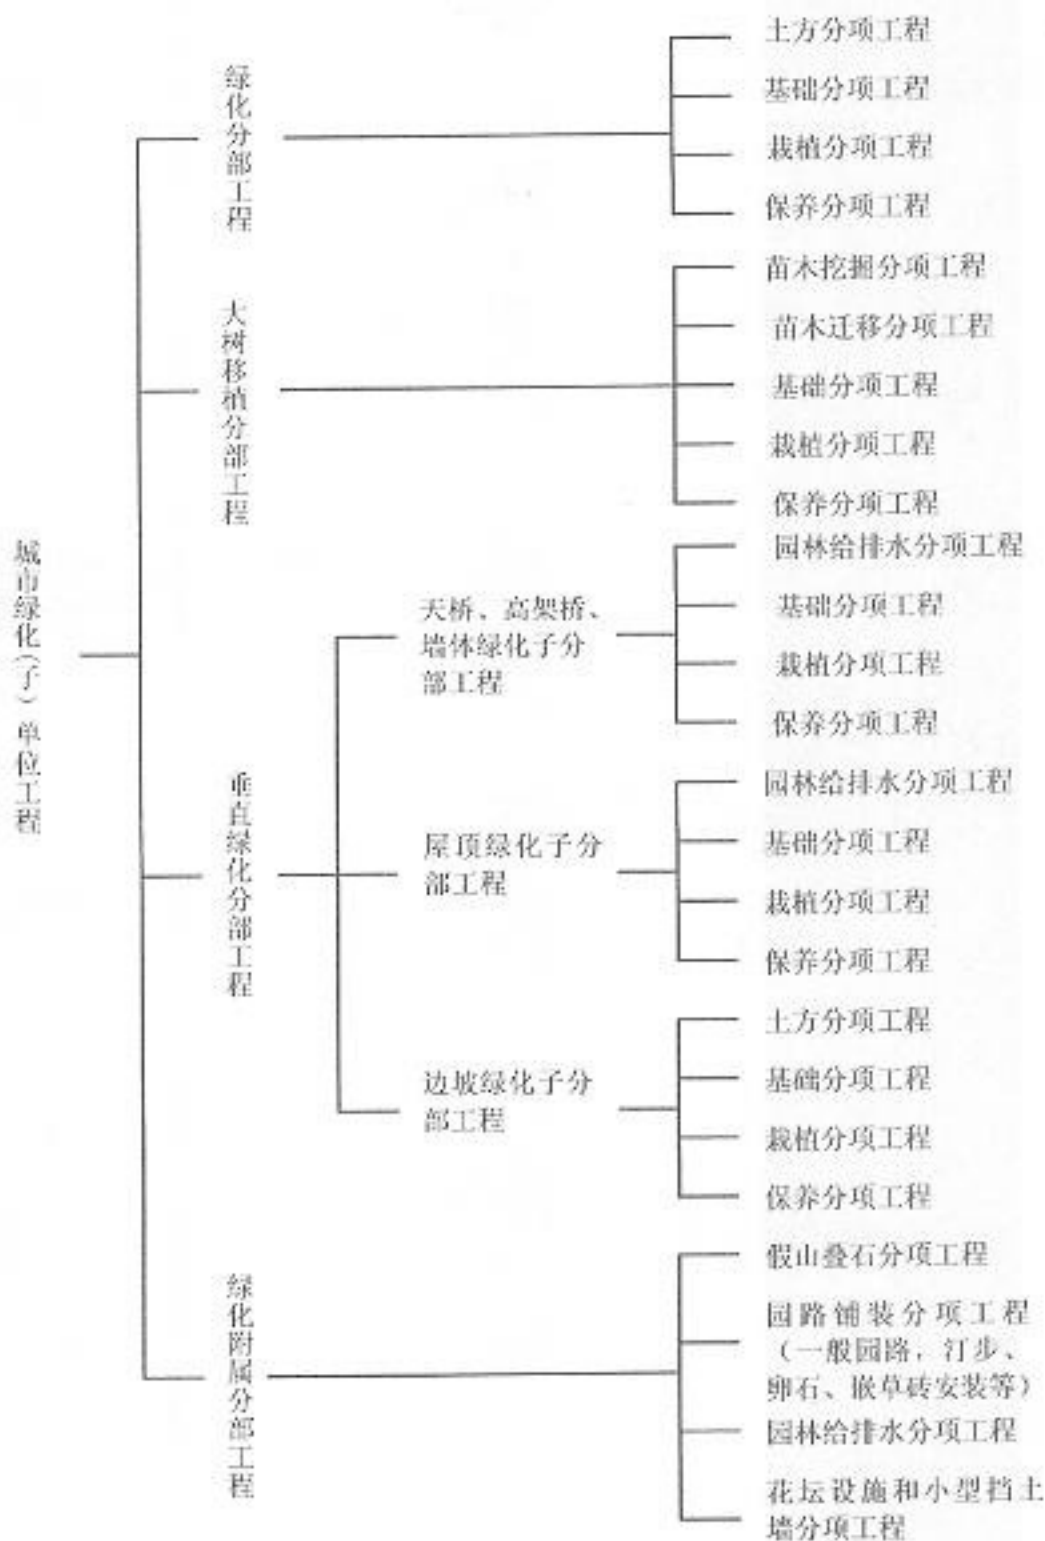 城市绿化（子）单位工程
绿化分部工程
土方分项工程
基础分项工程
栽植分项工程
保养分项工程
大树移植分部工程
苗木挖掘分项工程
苗木迁移分项工程
基础分项工程
栽植分项工程
保养分项工程
垂直绿化分部工程
天桥、高架桥、
墙体绿化子分
部工程
园林给排水分项工程
基础分项工程
栽植分项工程
保养分项工程
屋顶绿化子分
部工程
园林给排水分项工程
基础分项工程
栽植分项工程
保养分项工程
边坡绿化子分
部工程
土方分项工程
基础分项工程
栽植分项工程
保养分项工程
绿化附属分部工程
假山叠石分项工程
园路铺装分项工程
（一般园路，汀步、
卵石、嵌草砖安装等）
园林给排水分项工程
花坛设施和小型挡土
墙分项工程